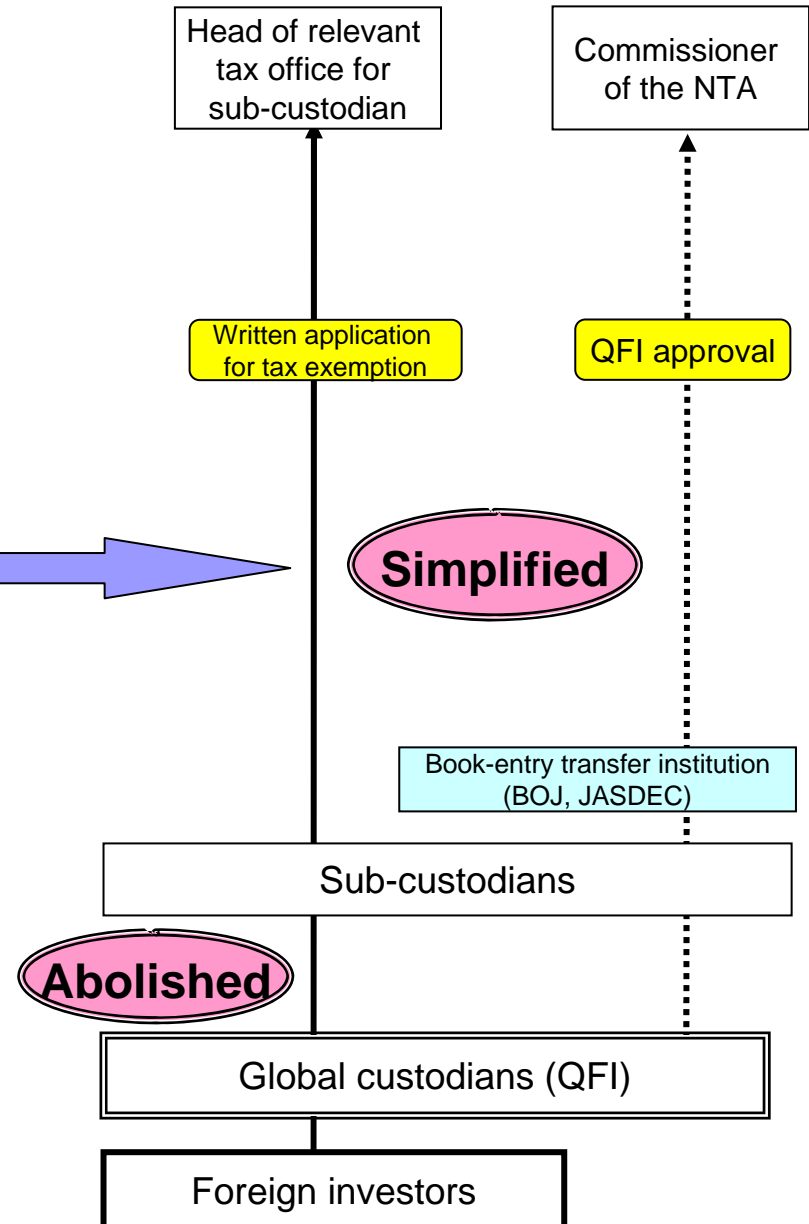 Head of relevant
tax office for
sub-custodian
Commissioner
of the NTA
Written application
for tax exemption
QFI approval
Simplified
Book-entry transfer institution
(BOJ, JASDEC)
Sub-custodians
Abolished
Global custodians (QFI)
Foreign investors